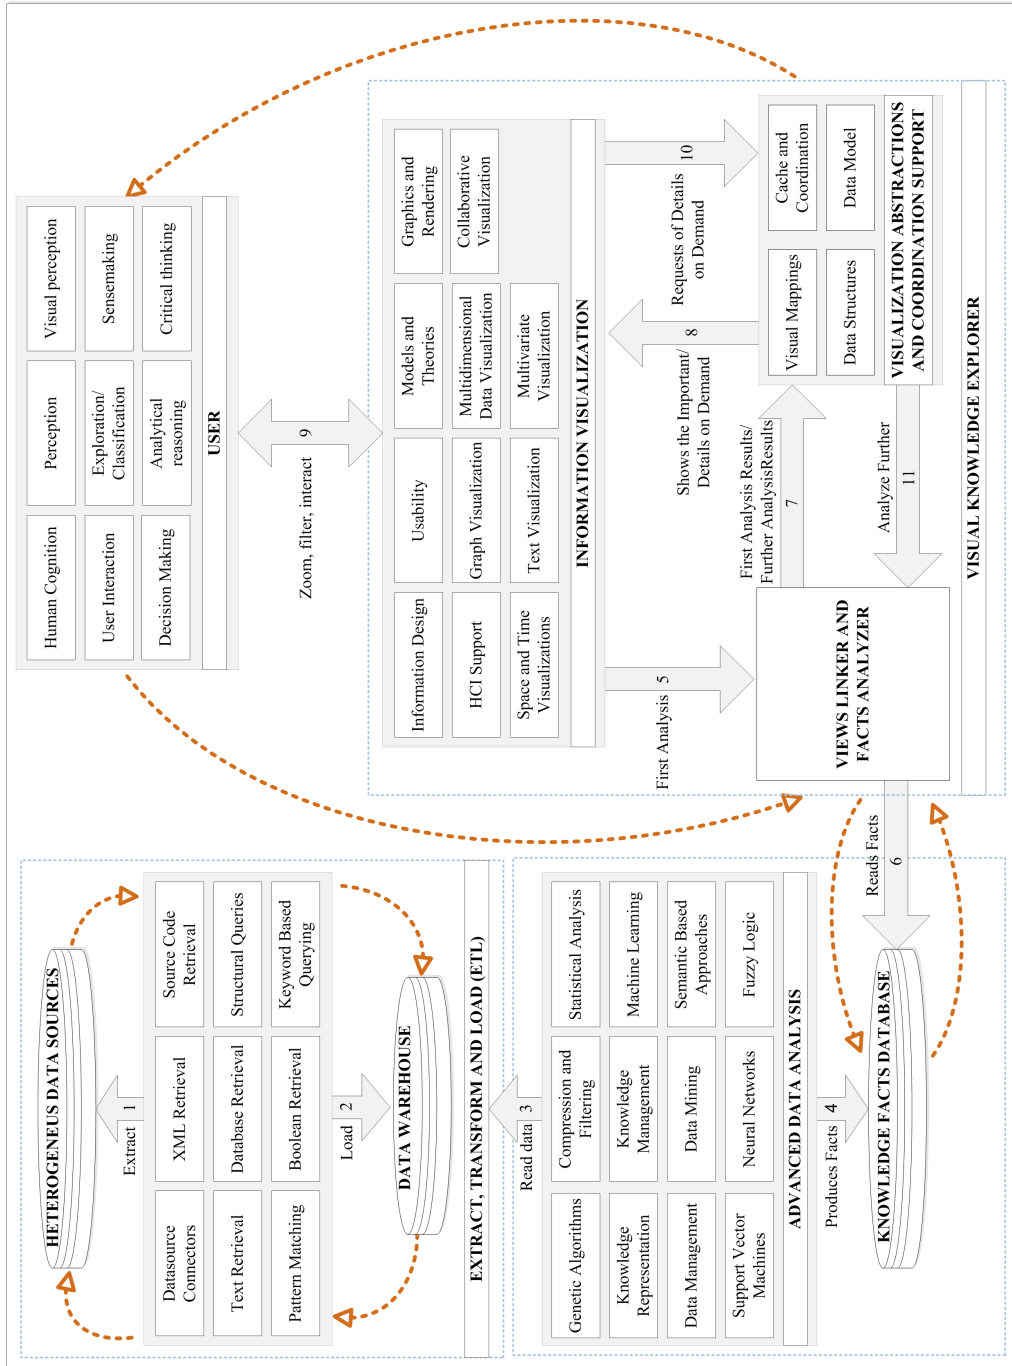 HETEROGENEUS DATA SOURCES
1
Extract
Datasource
Connectors
XML Retrieval
Source Code
Retrieval
Text Retrieval
Database Retrieval
Structural Queries
Pattern Matching
Boolean Retrieval
Keyword Based
Querying
2
Load
DATA WAREHOUSE
EXTRACT, TRANSFORM AND LOAD (ETL)
3
Read data
Genetic Algorithms
Compression and
Filtering
Statistical Analysis
Knowledge
Representation
Knowledge
Management
Machine Learning
Data Management
Data Mining
Semantic Based
Approaches
Support Vector
Machines
Neural Networks
Fuzzy Logic
ADVANCED DATA ANALYSIS
4
Produces Facts
KNOWLEDGE FACTS DATABASE
Human Cognition
Perception
Visual perception
User Interaction
Exploration/
Classification
Sensemaking
Decision Making
Analytical
reasoning
Critical thinking
USER
9
Zoom, filter, interact
Information Design
Usability
Models and
Theories
Graphics and
Rendering
HCI Support
Graph Visualization
Multidimensional
Data Visualization
Collaborative
Visualization
Space and Time
Visualizations
Text Visualization
Multivariate
Visualization
INFORMATION VISUALIZATION
First Analysis
5
Shows the Important/
Details on Demand
8
Requests of Details
on Demand
10
First Analysis Results/
Further AnalysisResults
7
Visual Mappings
Cache and
Coordination
Data Structures
Data Model
VISUALIZATION ABSTRACTIONS
AND COORDINATION SUPPORT
VIEWS LINKER AND
FACTS ANALYZER
Analyze Further
11
Reads Facts
6
VISUAL KNOWLEDGE EXPLORER